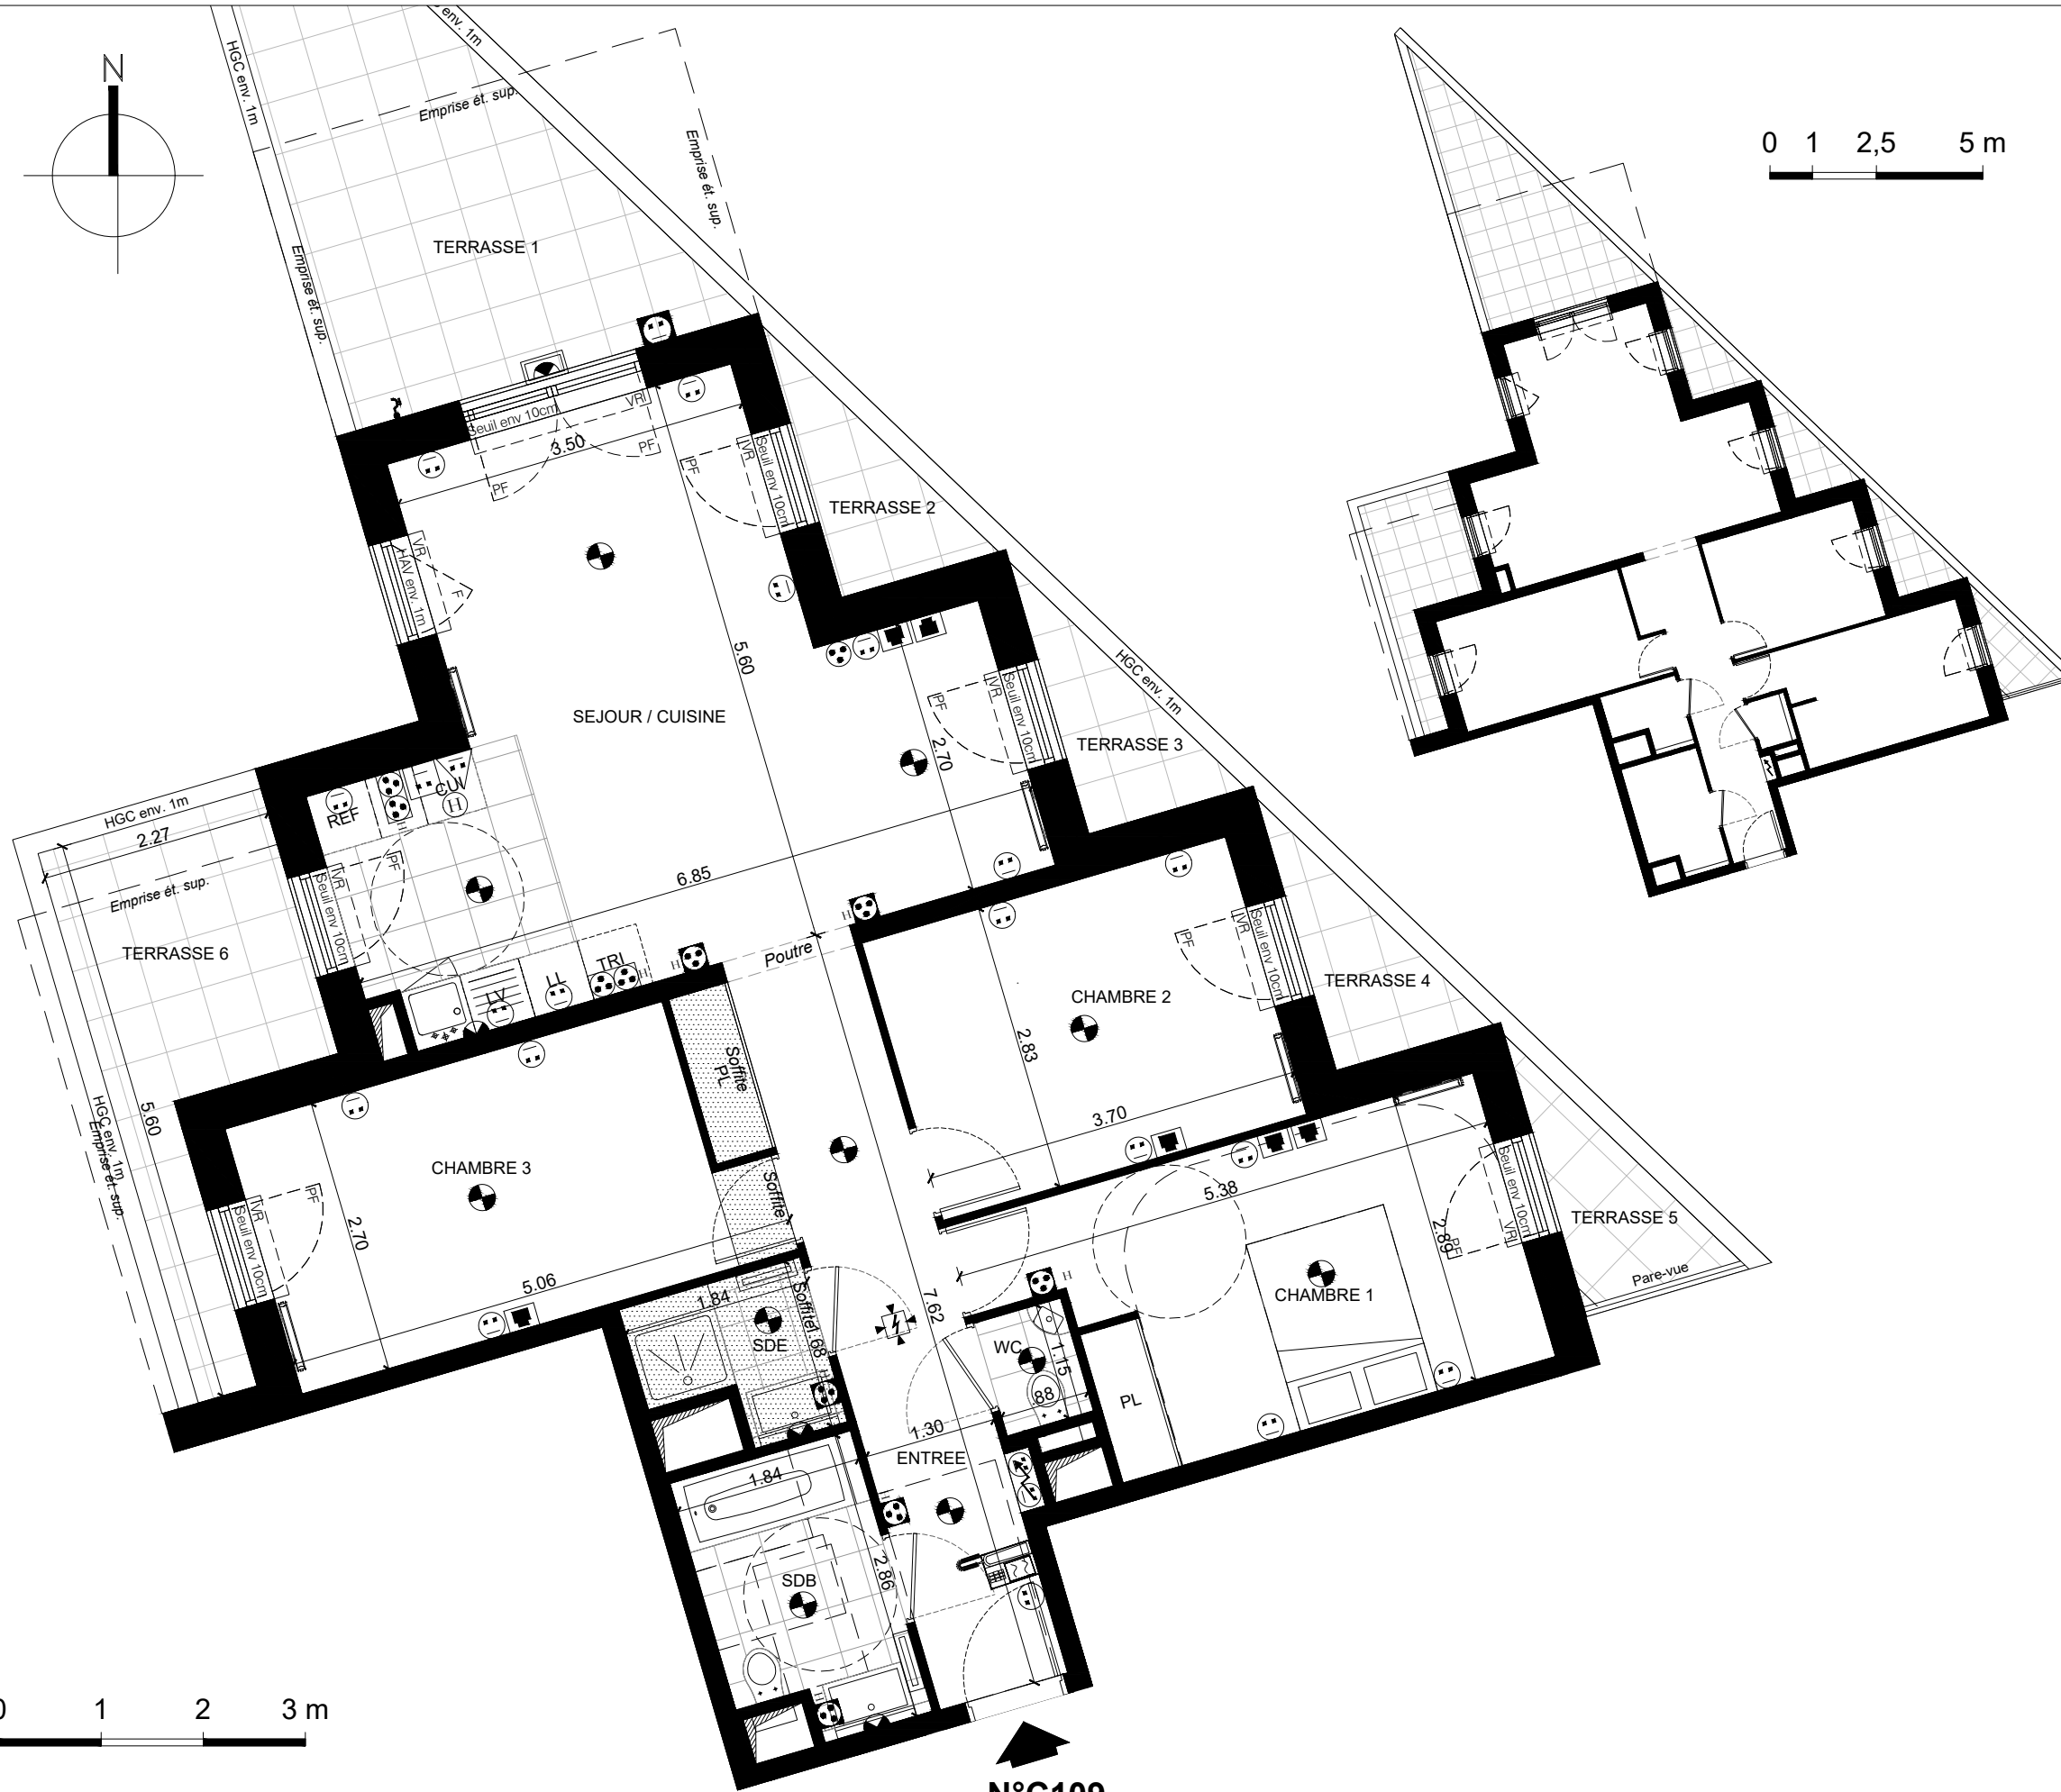 N
HGC env. 1m
env. 1m
Emprise ét. sup.
Emprise ét. sup.
Emprise ét. sup.
TERRASSE 1
0 1 2,5 5 m
Seuil env 10cm
VR
PF
PF
3.50
PF
VR
Seuil env 10cm
TERRASSE 2
VR
HAV env. 1m
F
5.60
SEJOUR / CUISINE
HGC env. 1m
PF
VR
Seuil env 10cm
2.70
TERRASSE 3
HGC env. 1m
2.27
Emprise ét. sup.
REF
CUI
H
H
VR
PF
Seuil env 10cm
6.85
TERRASSE 6
LV
LL
TRI
H
H
H
Poutre
CHAMBRE 2
PF
VR
Seuil env 10cm
TERRASSE 4
2.83
3.70
Soffite
PL
5.60
HGC env. 1m
Emprise ét. sup.
CHAMBRE 3
Soffite
VR
PF
Seuil env 10cm
2.70
5.06
5.38
2.89
PF
VR
Seuil env 10cm
TERRASSE 5
Pare-vue
CHAMBRE 1
1.84
SDE
Soffite
1.68
H
7.62
H
WC
1.15
.88
PL
1.30
ENTREE
1.84
SDB
2.86
H
0 1 2 3 m
N°C109